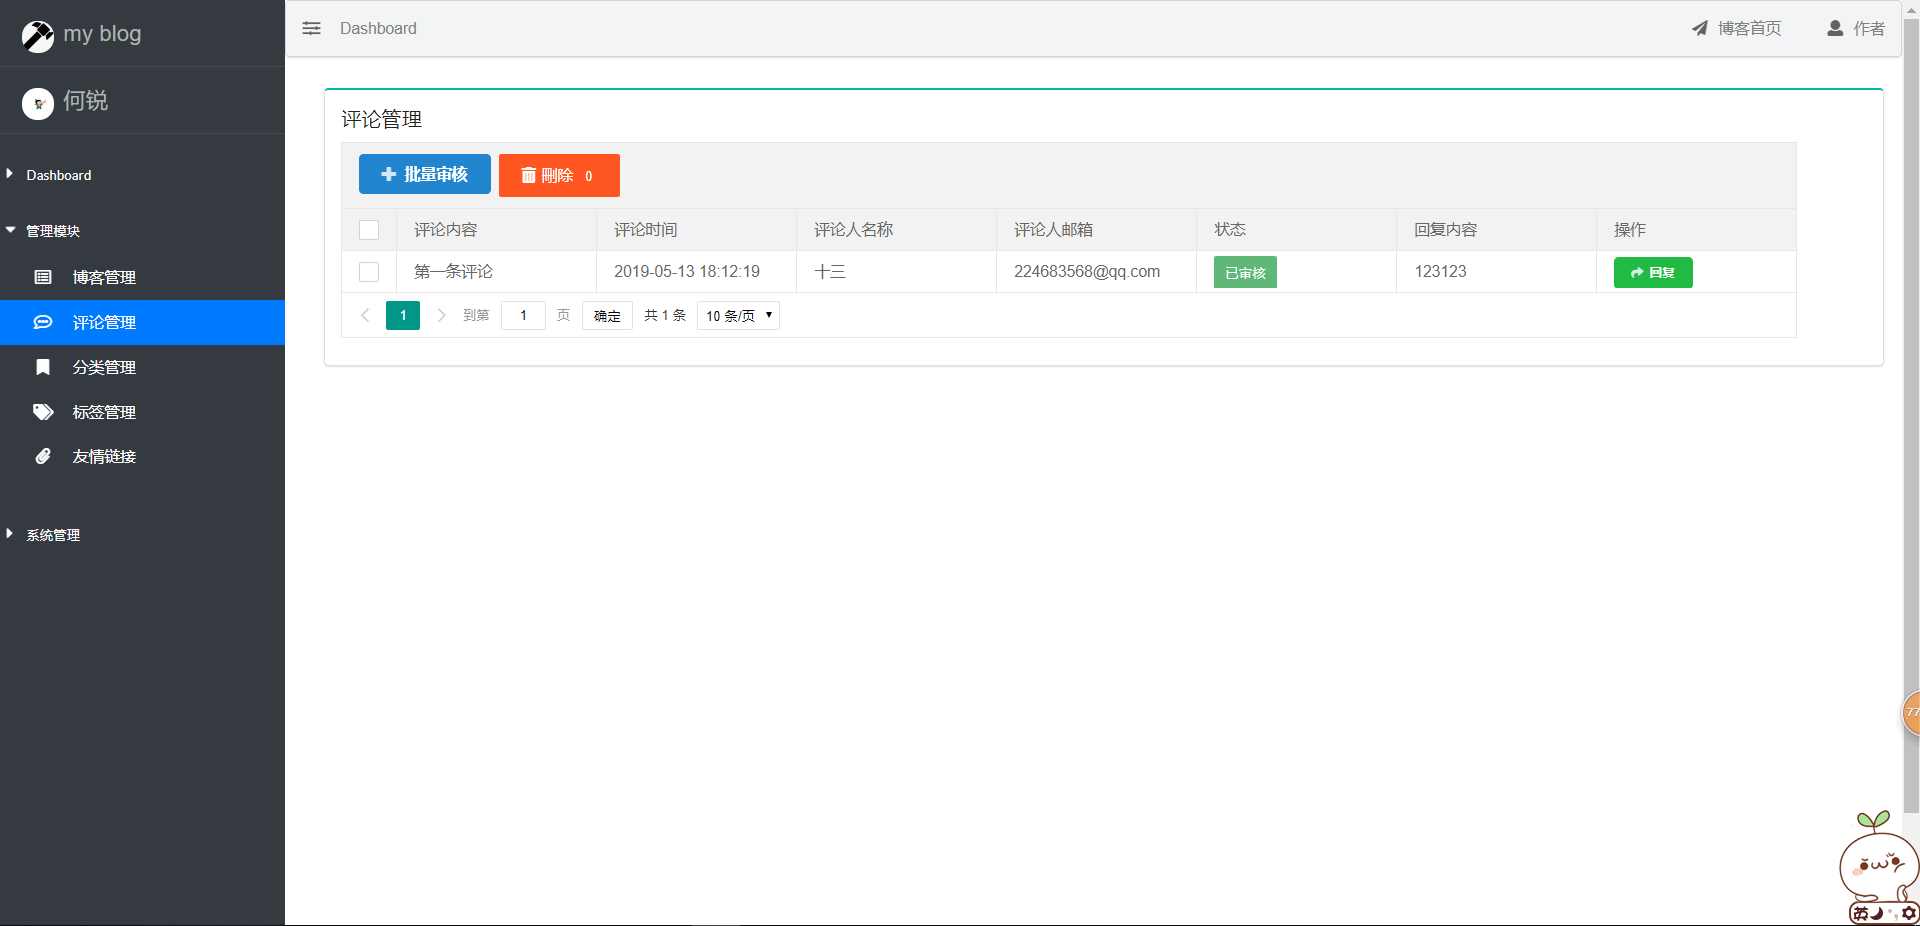 my blog
Dashboard
博客首页
作者
何锐
Dashboard
管理模块
博客管理
评论管理
分类管理
标签管理
友情链接
系统管理
评论管理
批量审核
刪除 0
评论内容 评论时间 评论人名称 评论人邮箱 状态 回复内容 操作
第一条评论 2019-05-13 18:12:19 十三 224683568@qq.com 已审核 123123 回复
1 到第 1 页 确定 共 1 条 10 条/页
77
英